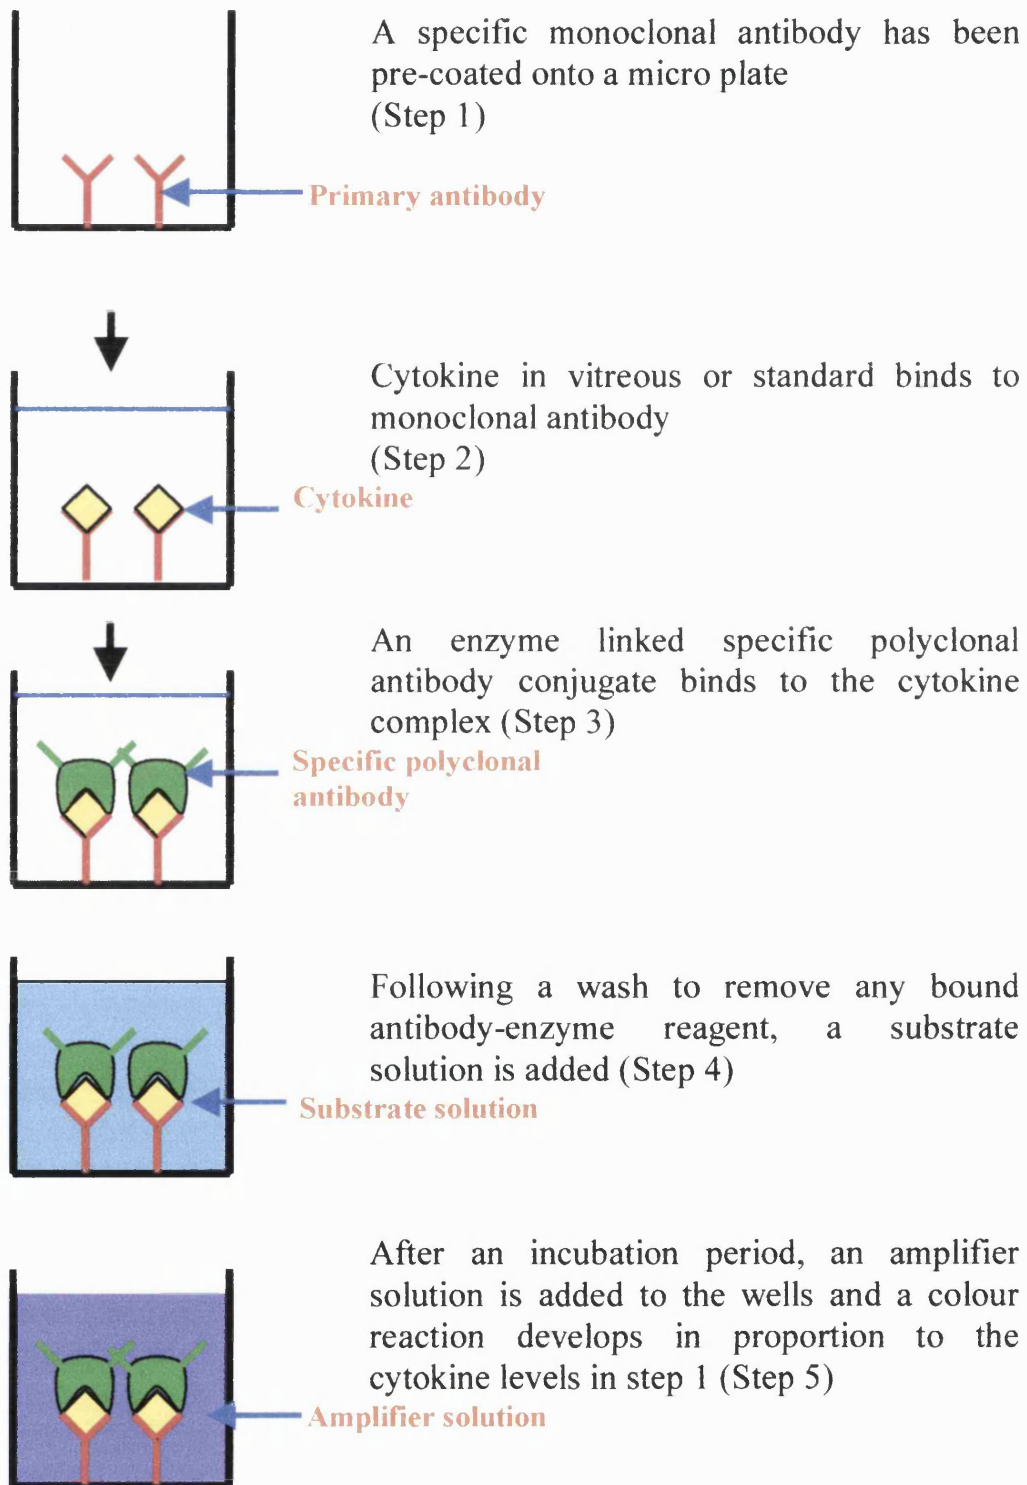 A specific monoclonal antibody has been
pre-coated onto a micro plate
(Step 1)
Primary antibody
Cytokine in vitreous or standard binds to
monoclonal antibody
(Step 2)
Cytokine
An enzyme linked specific polyclonal
antibody conjugate binds to the cytokine
complex (Step 3)
Specific polyclonal
antibody
Following a wash to remove any bound
antibody-enzyme reagent, a substrate
solution is added (Step 4)
Substrate solution
After an incubation period, an amplifier
solution is added to the wells and a colour
reaction develops in proportion to the
cytokine levels in step 1 (Step 5)
Amplifier solution